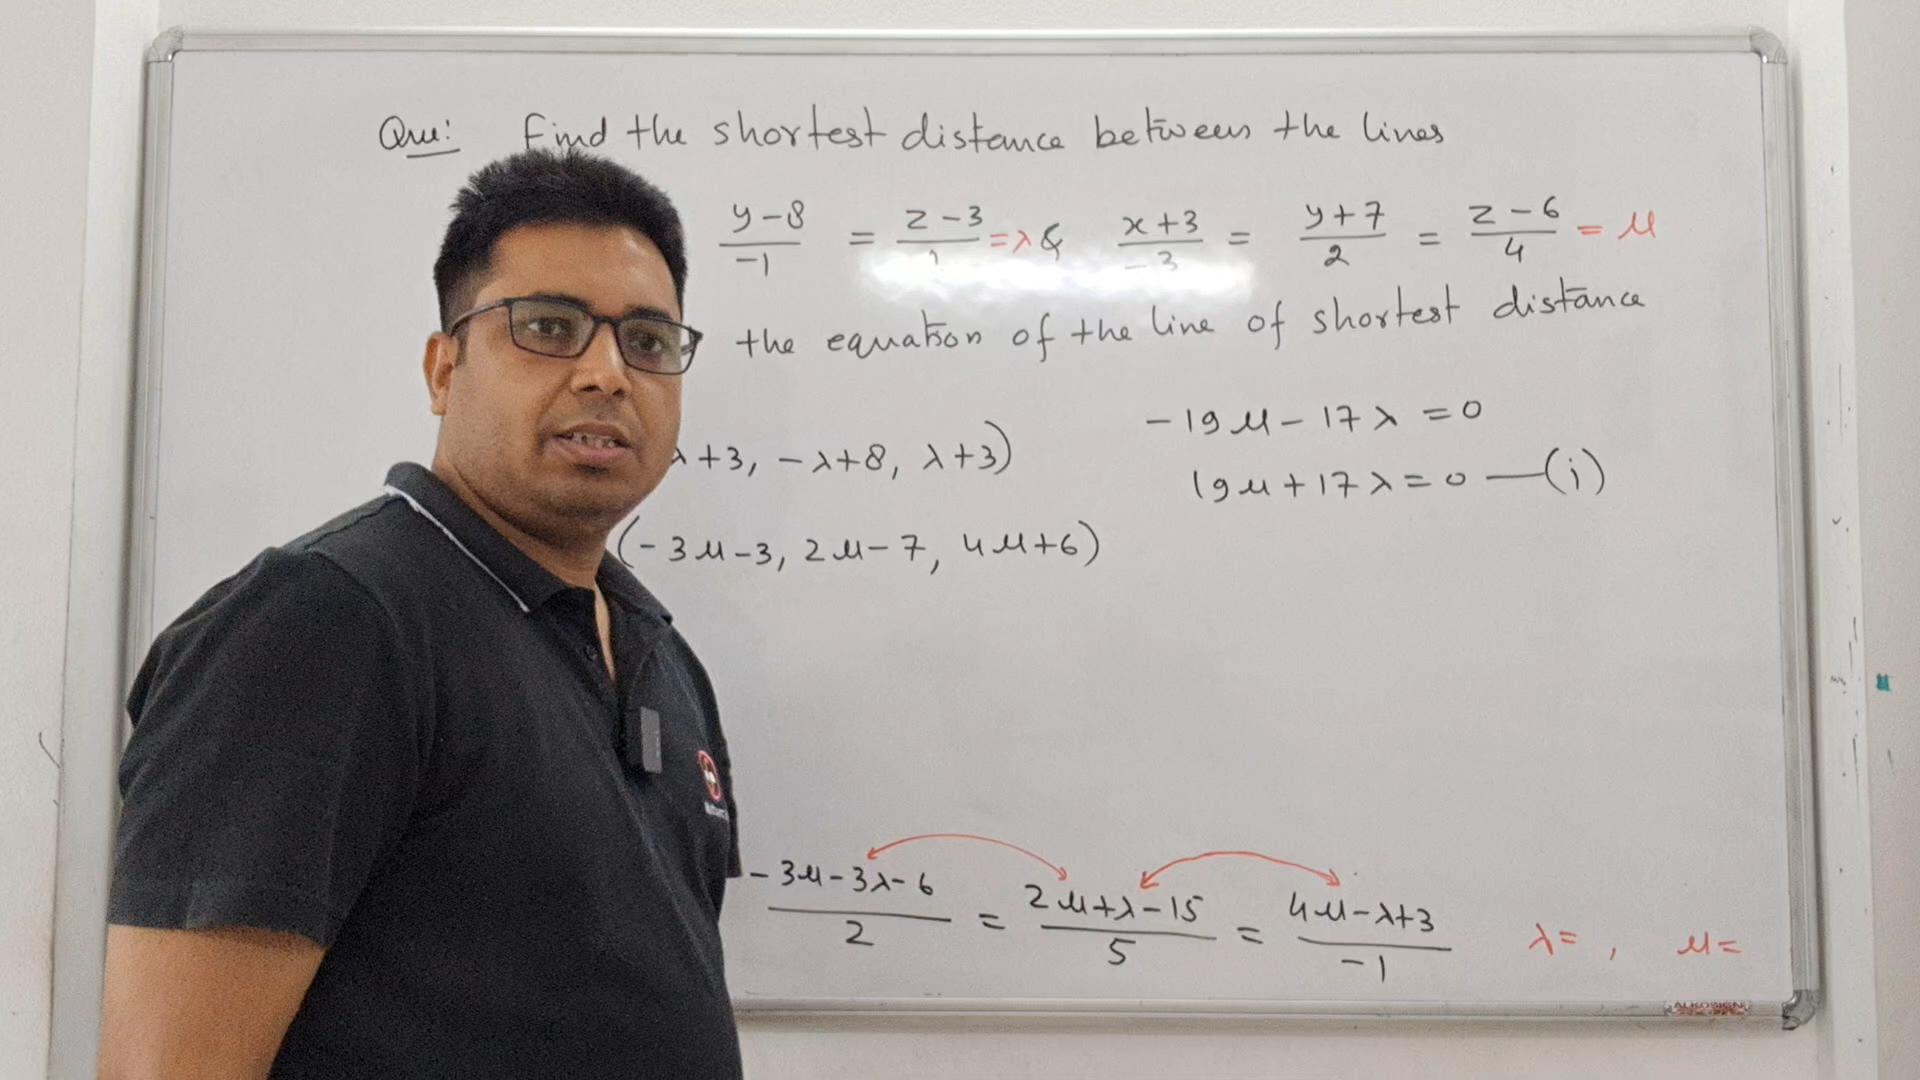 Que: Find the shortest distance between the lines
y-8/-1 = z-3/1 = λ & x+3/-3 = y+7/2 = z-6/4 = μ
the equation of the line of shortest distance
λ+3, -λ+8, λ+3)
(-3μ-3, 2μ-7, 4μ+6)
-19μ-17λ=0
19μ+17λ=0 —(i)
-3μ-3λ-6/2 = 2μ+λ-15/5 = 4μ-λ+3/-1 λ= , μ=